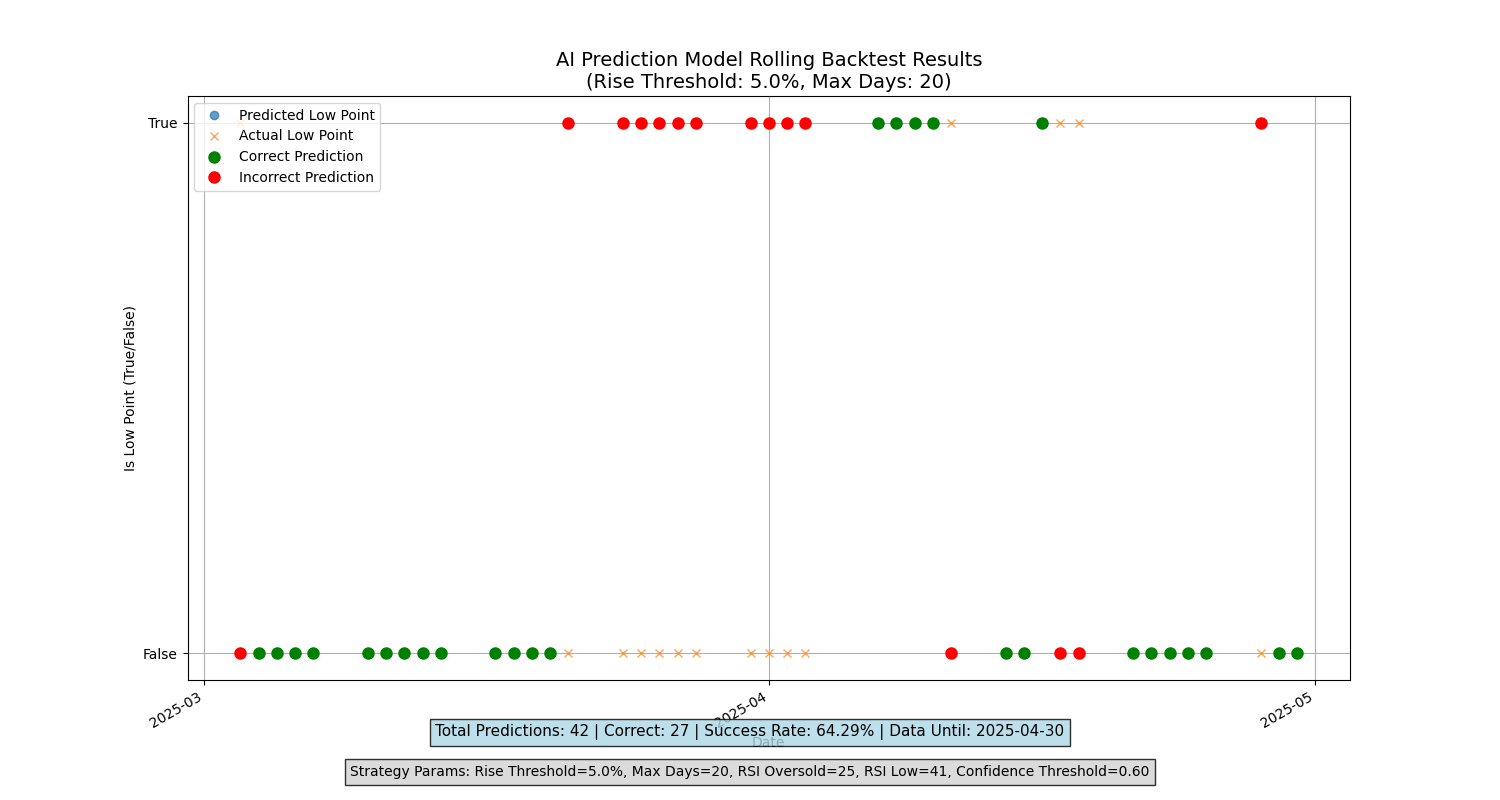 AI Prediction Model Rolling Backtest Results
(Rise Threshold: 5.0%, Max Days: 20)
Predicted Low Point
Actual Low Point
Correct Prediction
Incorrect Prediction
True
Is Low Point (True/False)
False
2025-03
2025-04
2025-05
Date
Total Predictions: 42 | Correct: 27 | Success Rate: 64.29% | Data Until: 2025-04-30
Strategy Params: Rise Threshold=5.0%, Max Days=20, RSI Oversold=25, RSI Low=41, Confidence Threshold=0.60